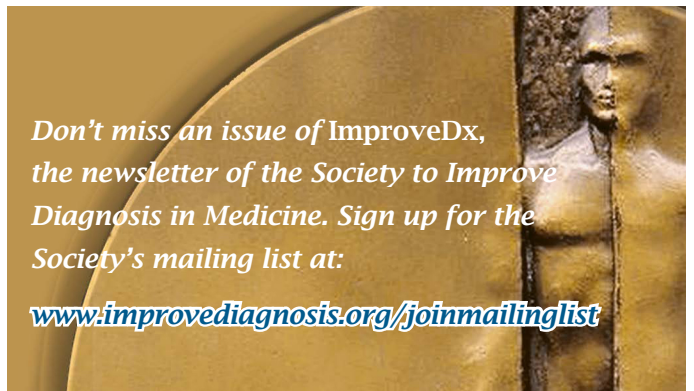 Don’t miss an issue of ImproveDx,
the newsletter of the Society to Improve
Diagnosis in Medicine. Sign up for the
Society’s mailing list at:
www.improvediagnosis.org/joinmailinglist